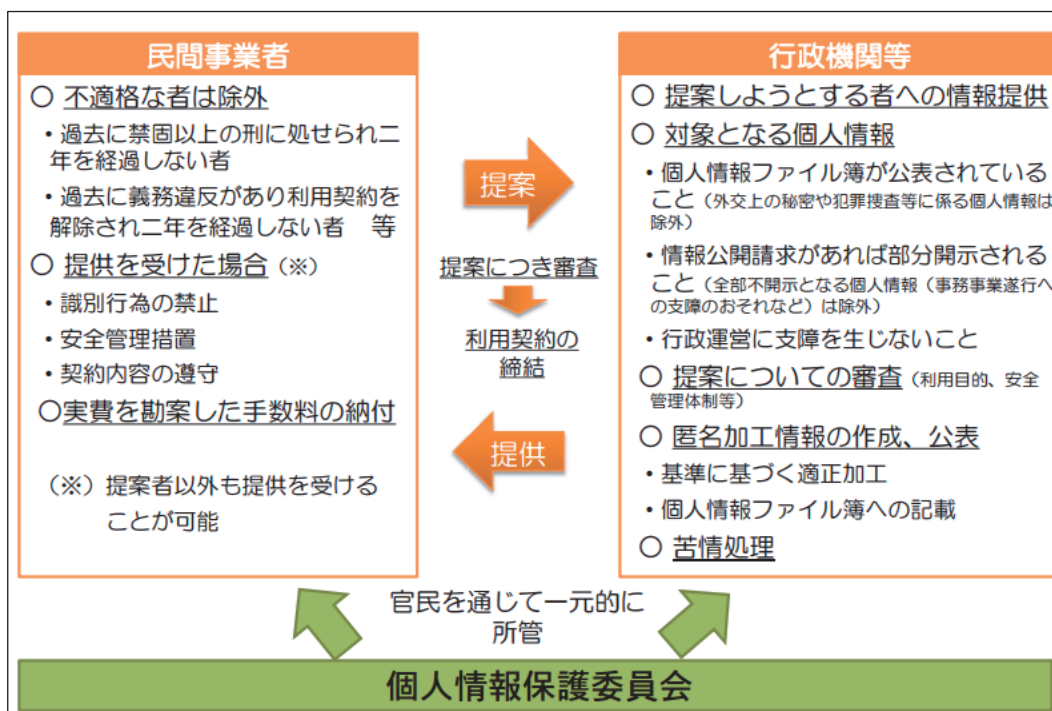 民間事業者
〇 不適格な者は除外
・過去に禁固以上の刑に処せられ二
年を経過しない者
・過去に義務違反があり利用契約を
解除され二年を経過しない者 等
〇 提供を受けた場合（※）
・識別行為の禁止
・安全管理措置
・契約内容の遵守
〇実費を勘案した手数料の納付
（※）提案者以外も提供を受ける
ことが可能
提案
提案につき審査
利用契約の
締結
提供
行政機関等
〇 提案しようとする者への情報提供
〇 対象となる個人情報
・個人情報ファイル簿が公表されている
こと（外交上の秘密や犯罪捜査等に係る個人情報は
除外）
・情報公開請求があれば部分開示される
こと（全部不開示となる個人情報（事務事業遂行へ
の支障のおそれなど）は除外）
・行政運営に支障を生じないこと
〇 提案についての審査（利用目的、安全
管理体制等）
〇 匿名加工情報の作成、公表
・基準に基づく適正加工
・個人情報ファイル簿への記載
〇 苦情処理
官民を通じて一元的に
所管
個人情報保護委員会